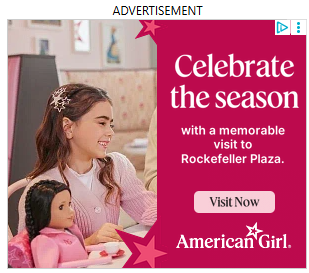 ADVERTISEMENT
Celebrate
the season
with a memorable
visit to
Rockefeller Plaza.
Visit Now
American Girl®